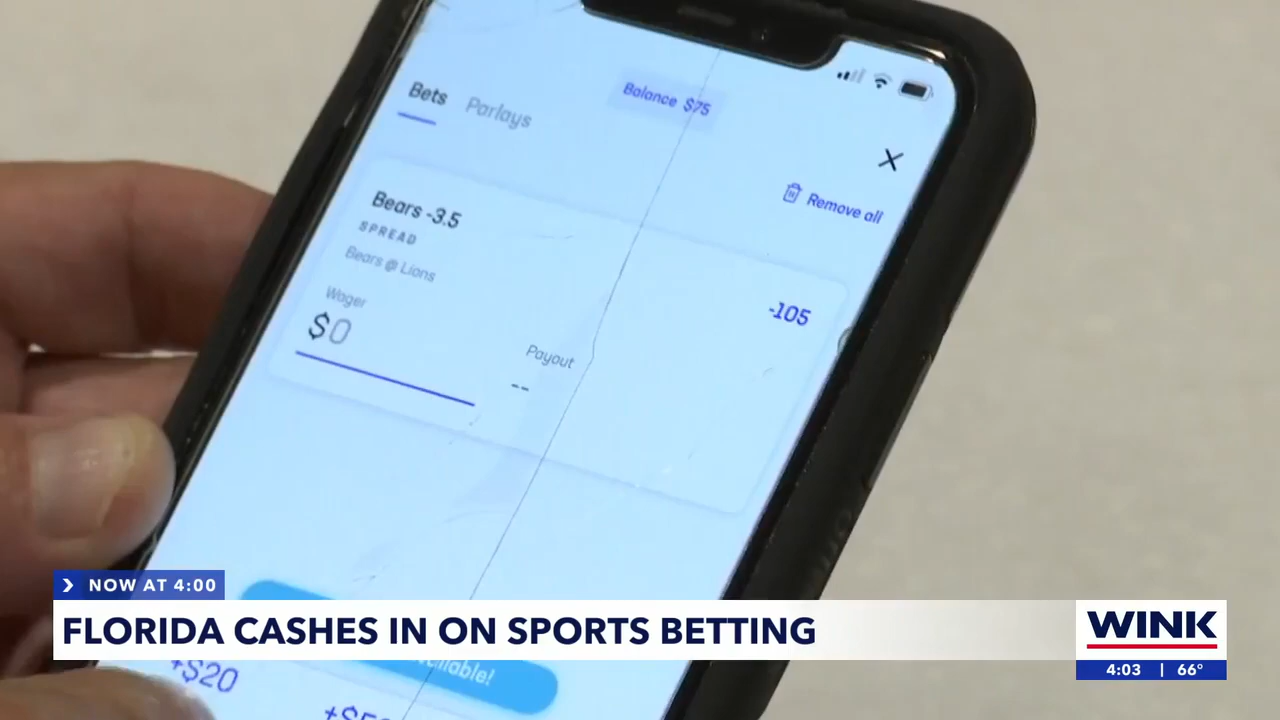 Bets Parlays
Balance $75
Remove all
Bears -3.5
SPREAD
Bears @ Lions
-105
Wager
$0
Payout
--
NOW AT 4:00
FLORIDA CASHES IN ON SPORTS BETTING
WINK
4:03 | 66°
+$20